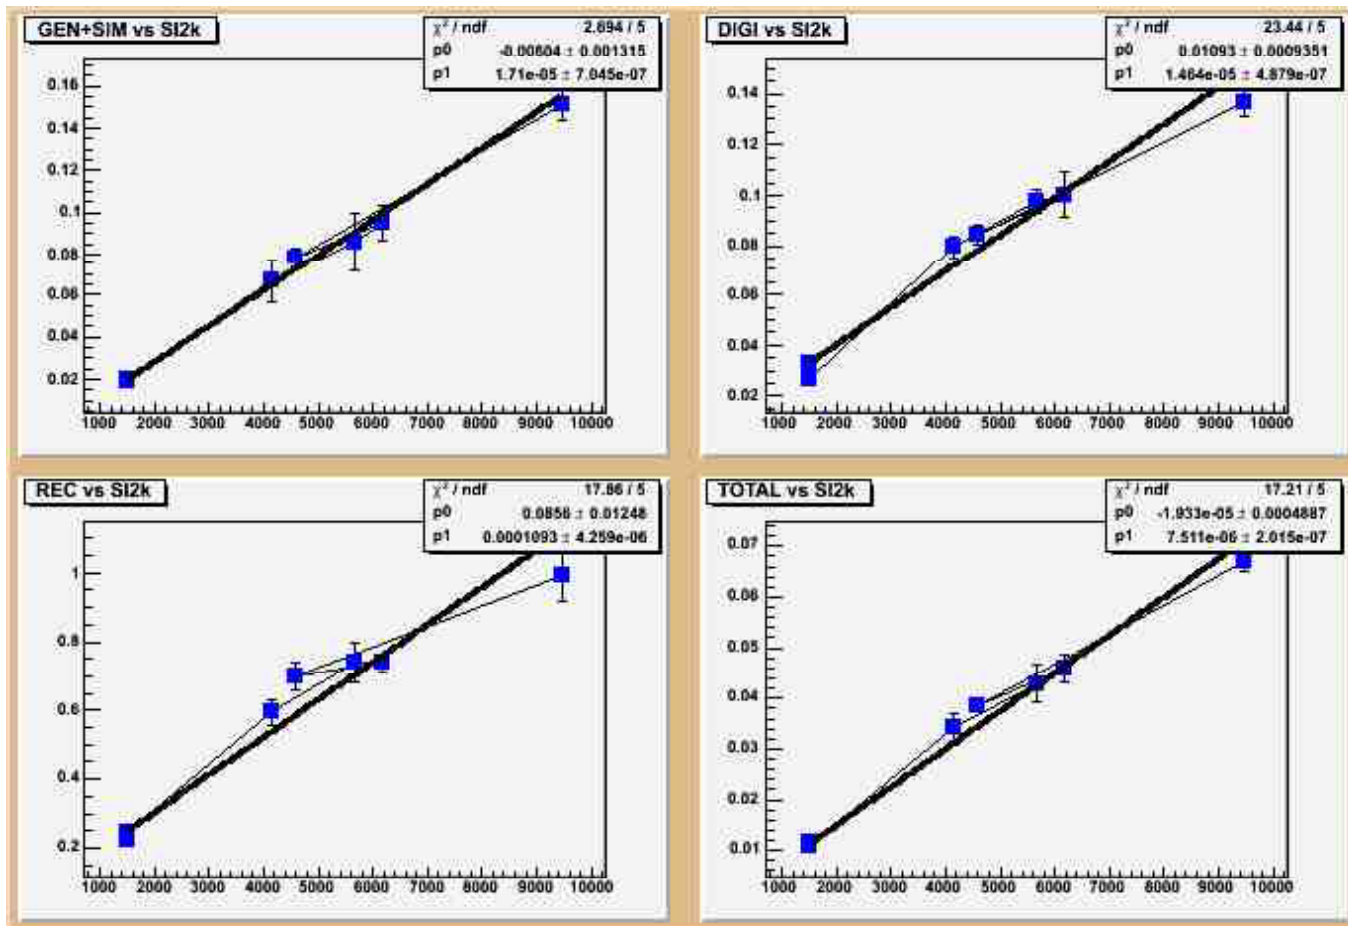 GEN+SIM vs SI2k
χ² / ndf 2.694 / 5
p0 -0.00604 ± 0.001315
p1 1.71e-05 ± 7.045e-07
0.16
0.14
0.12
0.1
0.08
0.06
0.04
0.02
1000 2000 3000 4000 5000 6000 7000 8000 9000 10000
DIGI vs SI2k
χ² / ndf 23.44 / 5
p0 0.01093 ± 0.0009351
p1 1.464e-05 ± 4.879e-07
0.14
0.12
0.1
0.08
0.06
0.04
0.02
1000 2000 3000 4000 5000 6000 7000 8000 9000 10000
REC vs SI2k
χ² / ndf 17.86 / 5
p0 0.0856 ± 0.01248
p1 0.0001093 ± 4.259e-06
1
0.8
0.6
0.4
0.2
1000 2000 3000 4000 5000 6000 7000 8000 9000 10000
TOTAL vs SI2k
χ² / ndf 17.21 / 5
p0 -1.933e-05 ± 0.0004887
p1 7.511e-06 ± 2.015e-07
0.07
0.06
0.05
0.04
0.03
0.02
0.01
1000 2000 3000 4000 5000 6000 7000 8000 9000 10000